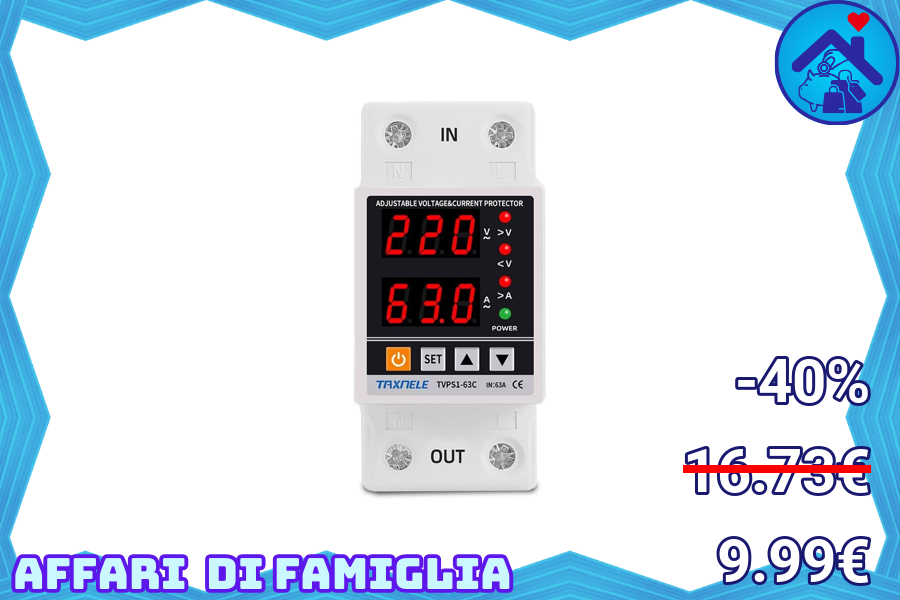 IN
N L
ADJUSTABLE VOLTAGE&CURRENT PROTECTOR
220 V~ >V
<V
63.0 A~ >A
POWER
SET
TAXNELE TVPS1-63C IN:63A CE
N L
OUT
-40%
16.73€
9.99€
AFFARI DI FAMIGLIA